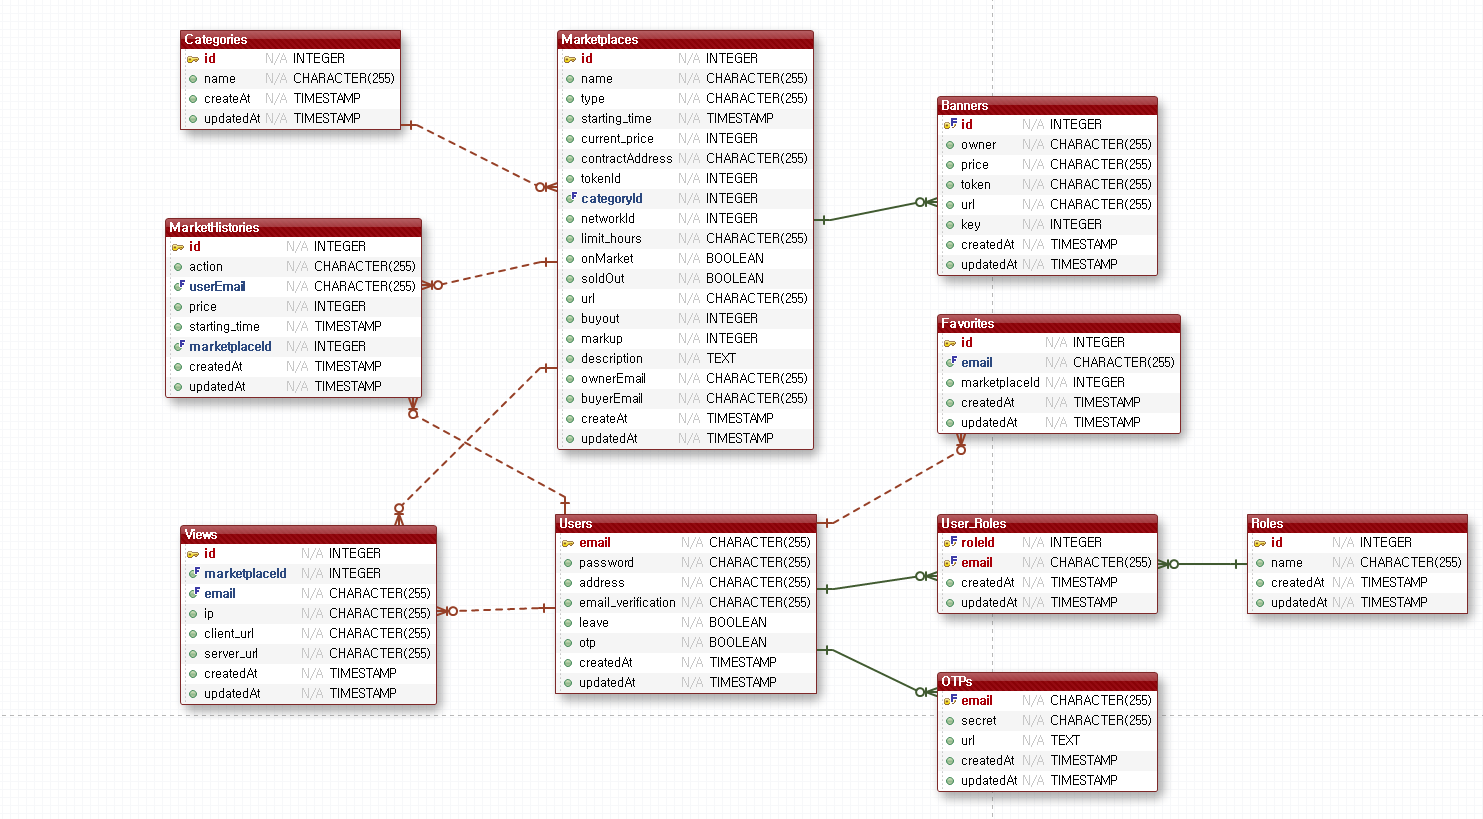 Categories
id N/A INTEGER
name N/A CHARACTER(255)
createAt N/A TIMESTAMP
updatedAt N/A TIMESTAMP
Marketplaces
id N/A INTEGER
name N/A CHARACTER(255)
type N/A CHARACTER(255)
starting_time N/A TIMESTAMP
current_price N/A INTEGER
contractAddress N/A CHARACTER(255)
tokenId N/A INTEGER
categoryId N/A INTEGER
networkId N/A INTEGER
limit_hours N/A CHARACTER(255)
onMarket N/A BOOLEAN
soldOut N/A BOOLEAN
url N/A CHARACTER(255)
buyout N/A INTEGER
markup N/A INTEGER
description N/A TEXT
ownerEmail N/A CHARACTER(255)
buyerEmail N/A CHARACTER(255)
createAt N/A TIMESTAMP
updatedAt N/A TIMESTAMP
Banners
id N/A INTEGER
owner N/A CHARACTER(255)
price N/A CHARACTER(255)
token N/A CHARACTER(255)
url N/A CHARACTER(255)
key N/A INTEGER
createdAt N/A TIMESTAMP
updatedAt N/A TIMESTAMP
MarketHistories
id N/A INTEGER
action N/A CHARACTER(255)
userEmail N/A CHARACTER(255)
price N/A INTEGER
starting_time N/A TIMESTAMP
marketplaceId N/A INTEGER
createdAt N/A TIMESTAMP
updatedAt N/A TIMESTAMP
Favorites
id N/A INTEGER
email N/A CHARACTER(255)
marketplaceId N/A INTEGER
createdAt N/A TIMESTAMP
updatedAt N/A TIMESTAMP
Views
id N/A INTEGER
marketplaceId N/A INTEGER
email N/A CHARACTER(255)
ip N/A CHARACTER(255)
client_url N/A CHARACTER(255)
server_url N/A CHARACTER(255)
createdAt N/A TIMESTAMP
updatedAt N/A TIMESTAMP
Users
email N/A CHARACTER(255)
password N/A CHARACTER(255)
address N/A CHARACTER(255)
email_verification N/A CHARACTER(255)
leave N/A BOOLEAN
otp N/A BOOLEAN
createdAt N/A TIMESTAMP
updatedAt N/A TIMESTAMP
User_Roles
roleId N/A INTEGER
email N/A CHARACTER(255)
createdAt N/A TIMESTAMP
updatedAt N/A TIMESTAMP
Roles
id N/A INTEGER
name N/A CHARACTER(255)
createdAt N/A TIMESTAMP
updatedAt N/A TIMESTAMP
OTPs
email N/A CHARACTER(255)
secret N/A CHARACTER(255)
url N/A TEXT
createdAt N/A TIMESTAMP
updatedAt N/A TIMESTAMP